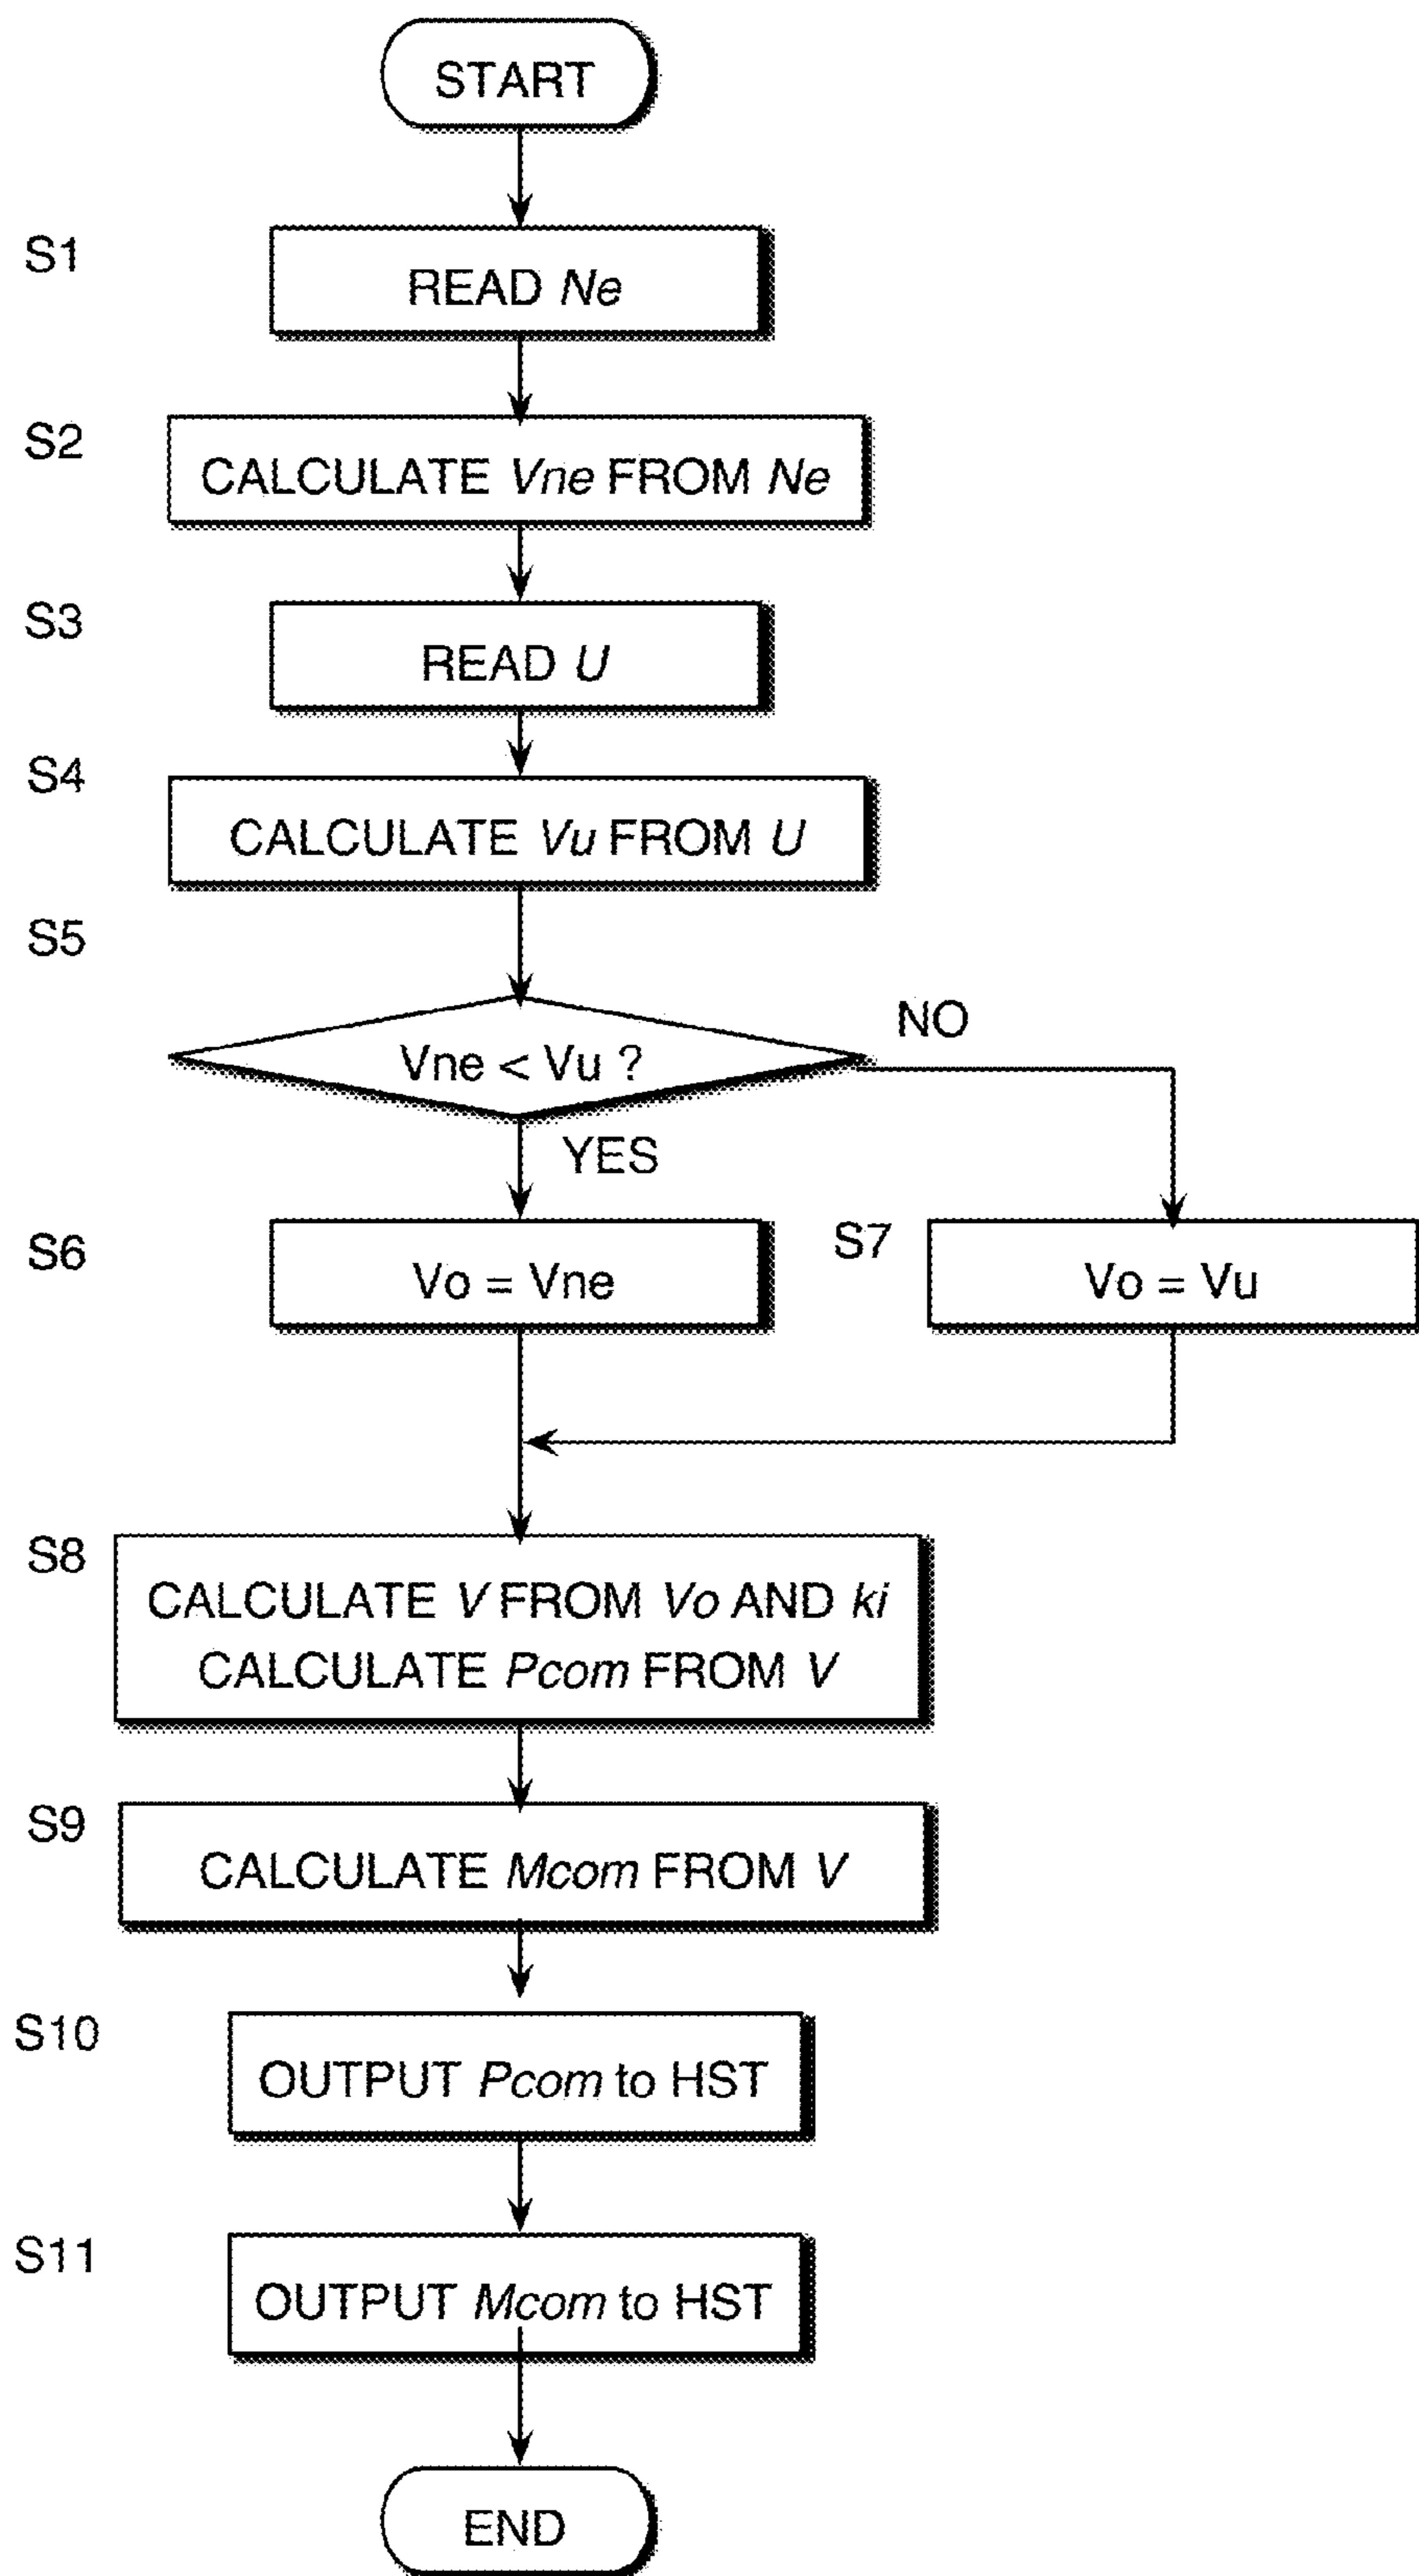 START
S1
READ Ne
S2
CALCULATE Vne FROM Ne
S3
READ U
S4
CALCULATE Vu FROM U
S5
Vne < Vu ?
NO
YES
S6
Vo = Vne
S7
Vo = Vu
S8
CALCULATE V FROM Vo AND ki
CALCULATE Pcom FROM V
S9
CALCULATE Mcom FROM V
S10
OUTPUT Pcom to HST
S11
OUTPUT Mcom to HST
END